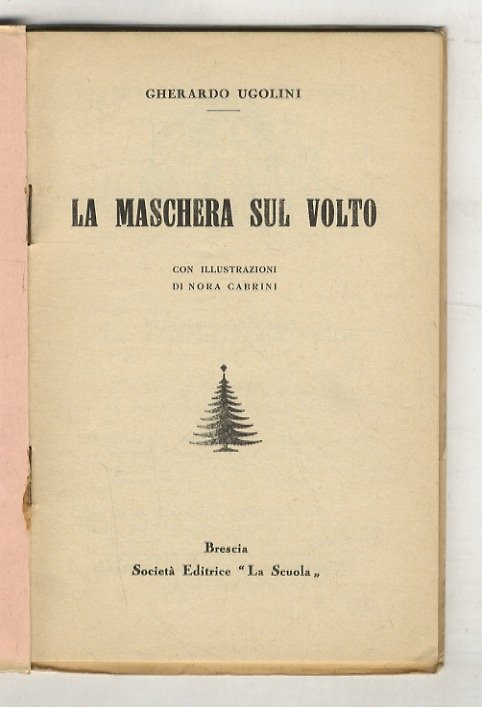 GHERARDO UGOLINI
LA MASCHERA SUL VOLTO
CON ILLUSTRAZIONI
DI NORA CABRINI
Brescia
Società Editrice “La Scuola„